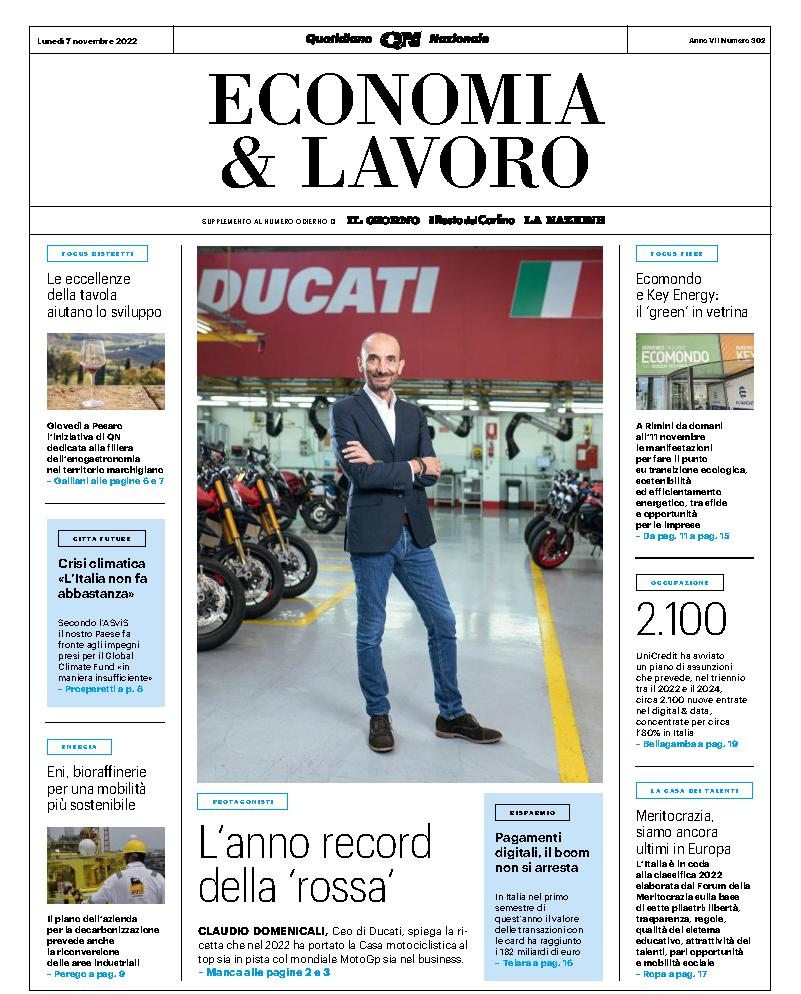 Lunedì 7 novembre 2022
Quotidiano QN Nazionale
Anno VII Numero 302
ECONOMIA
& LAVORO
SUPPLEMENTO AL NUMERO ODIERNO DI IL GIORNO il Resto del Carlino LA NAZIONE
FOCUS DISTRETTI
Le eccellenze
della tavola
aiutano lo sviluppo
Giovedì a Pesaro
l'iniziativa di QN
dedicata alla filiera
dell'enogastronomia
nel territorio marchigiano
– Galliani alle pagine 6 e 7
CITTÀ FUTURE
Crisi climatica
«L'Italia non fa
abbastanza»
Secondo l'ASviS
il nostro Paese fa
fronte agli impegni
presi per il Global
Climate Fund «in
maniera insufficiente»
– Prosperetti a p. 8
ENERGIA
Eni, bioraffinerie
per una mobilità
più sostenibile
eni
Il piano dell'azienda
per la decarbonizzazione
prevede anche
la riconversione
delle aree industriali
– Perego a pag. 9
DUCATI
PROTAGONISTI
L'anno record
della 'rossa'
CLAUDIO DOMENICALI, Ceo di Ducati, spiega la ri-
cetta che nel 2022 ha portato la Casa motociclistica al
top sia in pista col mondiale MotoGp sia nel business.
– Manca alle pagine 2 e 3
RISPARMIO
Pagamenti
digitali, il boom
non si arresta
In Italia nel primo
semestre di
quest'anno il valore
delle transazioni con
le card ha raggiunto
i 182 miliardi di euro
– Telara a pag. 16
FOCUS FIERE
Ecomondo
e Key Energy:
il 'green' in vetrina
ECOMONDO
KEY
A Rimini da domani
all'11 novembre
le manifestazioni
per fare il punto
su transizione ecologica,
sostenibilità
ed efficientamento
energetico, tra sfide
e opportunità
per le imprese
– Da pag. 11 a pag. 15
OCCUPAZIONE
2.100
UniCredit ha avviato
un piano di assunzioni
che prevede, nel triennio
tra il 2022 e il 2024,
circa 2.100 nuove entrate
nel digital & data,
concentrate per circa
l'80% in Italia
– Bellagamba a pag. 19
LA CASA DEI TALENTI
Meritocrazia,
siamo ancora
ultimi in Europa
L'Italia è in coda
alla classifica 2022
elaborata dal Forum della
Meritocrazia sulla base
di sette pilastri: libertà,
trasparenza, regole,
qualità del sistema
educativo, attrattività dei
talenti, pari opportunità
e mobilità sociale
– Ropa a pag. 17